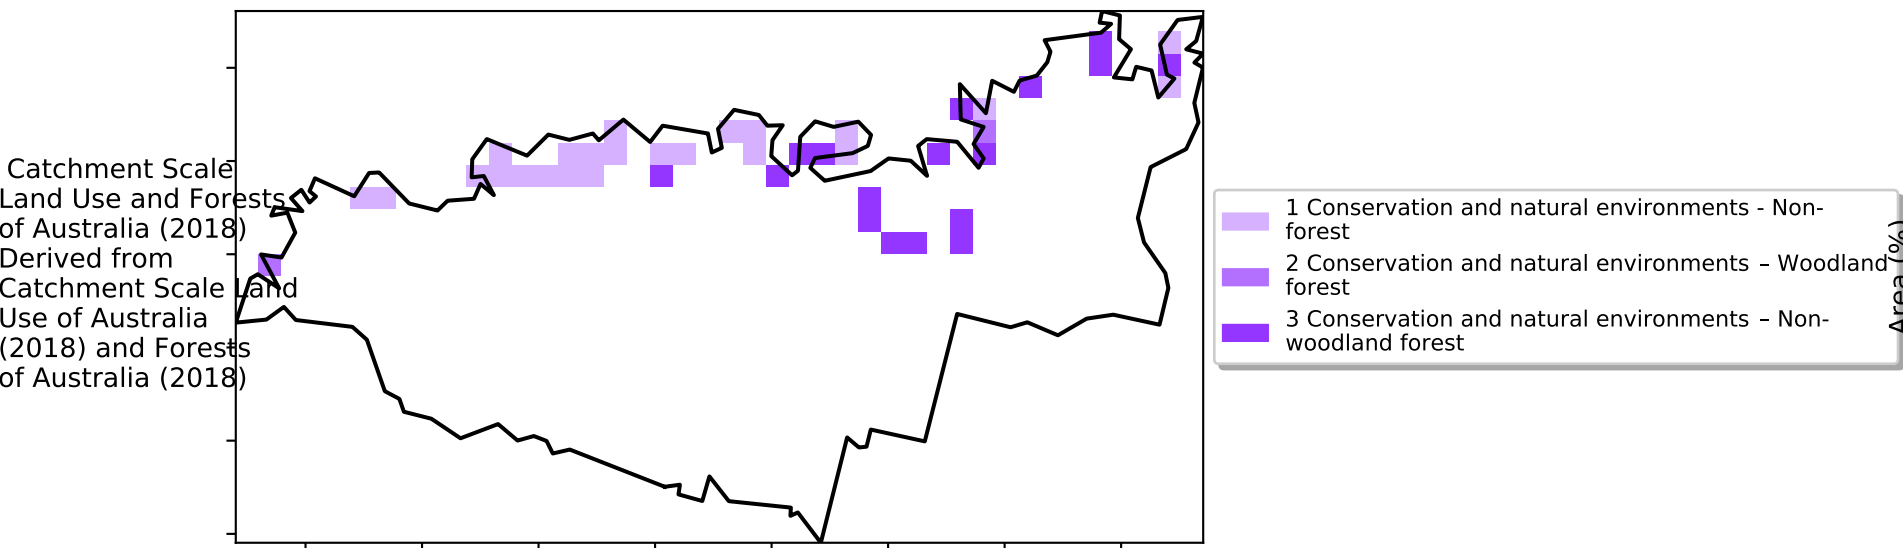 Catchment Scale
Land Use and Forests
of Australia (2018)
Derived from
Catchment Scale Land
Use of Australia
(2018) and Forests
of Australia (2018)
1 Conservation and natural environments - Non-
forest
2 Conservation and natural environments – Woodland
forest
3 Conservation and natural environments – Non-
woodland forest
Area (%)